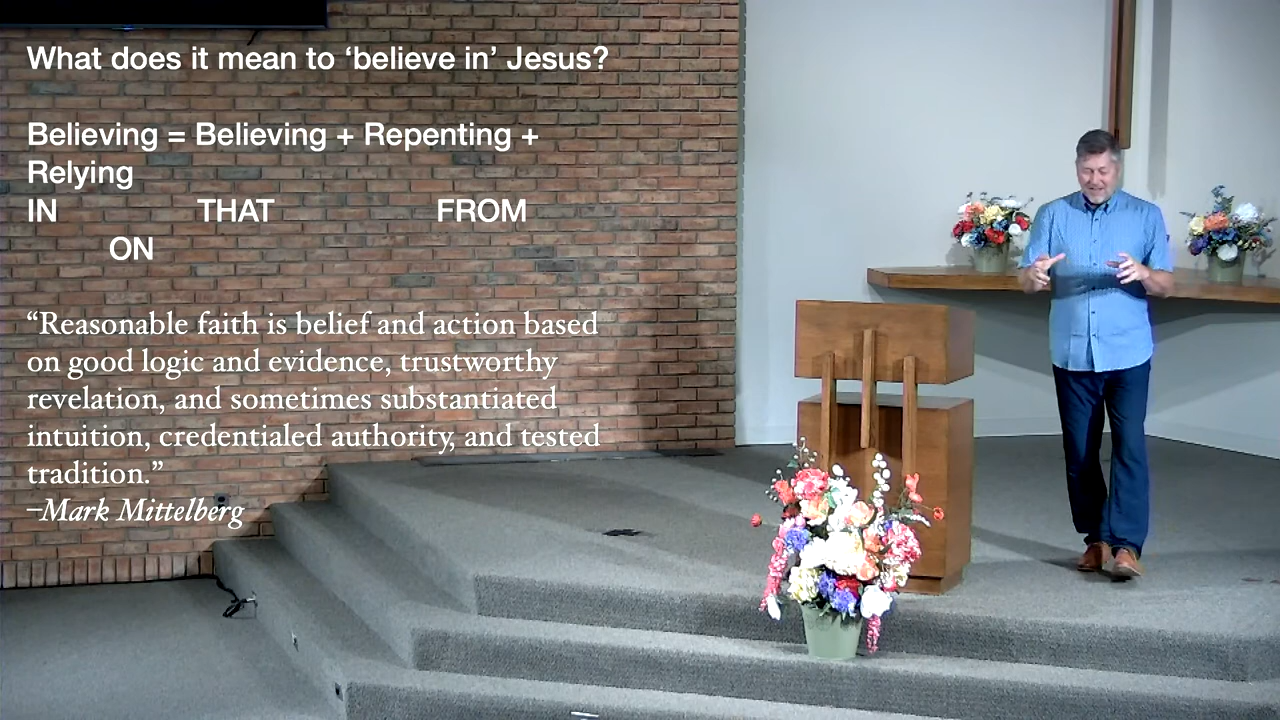 What does it mean to ‘believe in’ Jesus?
Believing = Believing + Repenting +
Relying
IN THAT FROM
ON
“Reasonable faith is belief and action based
on good logic and evidence, trustworthy
revelation, and sometimes substantiated
intuition, credentialed authority, and tested
tradition.”
–Mark Mittelberg